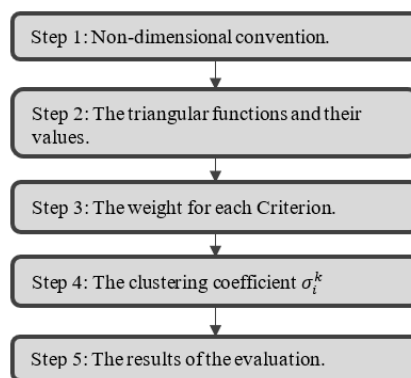 Step 1: Non-dimensional convention.
Step 2: The triangular functions and their
values.
Step 3: The weight for each Criterion.
Step 4: The clustering coefficient σᵢᵏ
Step 5: The results of the evaluation.